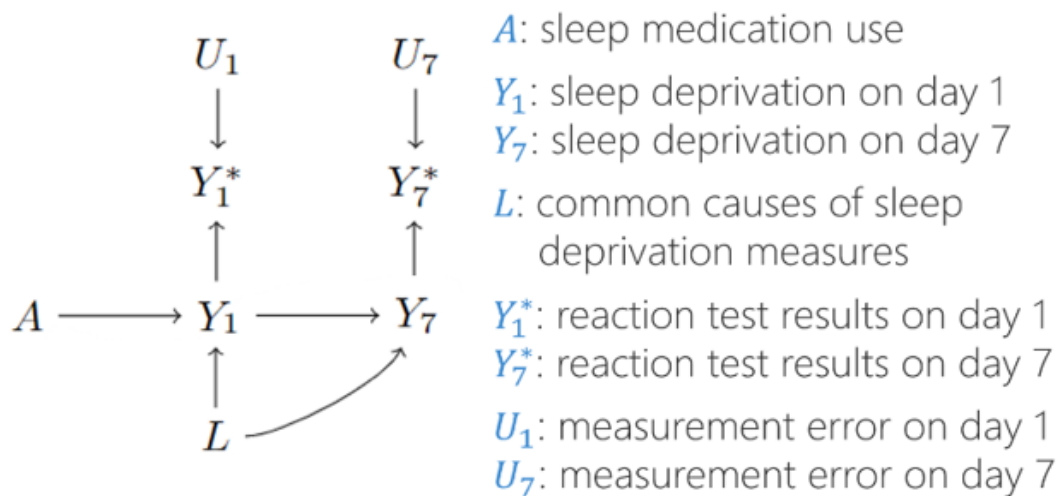 U₁ U₇
Y₁* Y₇*
A Y₁ Y₇
L
A: sleep medication use
Y₁: sleep deprivation on day 1
Y₇: sleep deprivation on day 7
L: common causes of sleep
deprivation measures
Y₁*: reaction test results on day 1
Y₇*: reaction test results on day 7
U₁: measurement error on day 1
U₇: measurement error on day 7